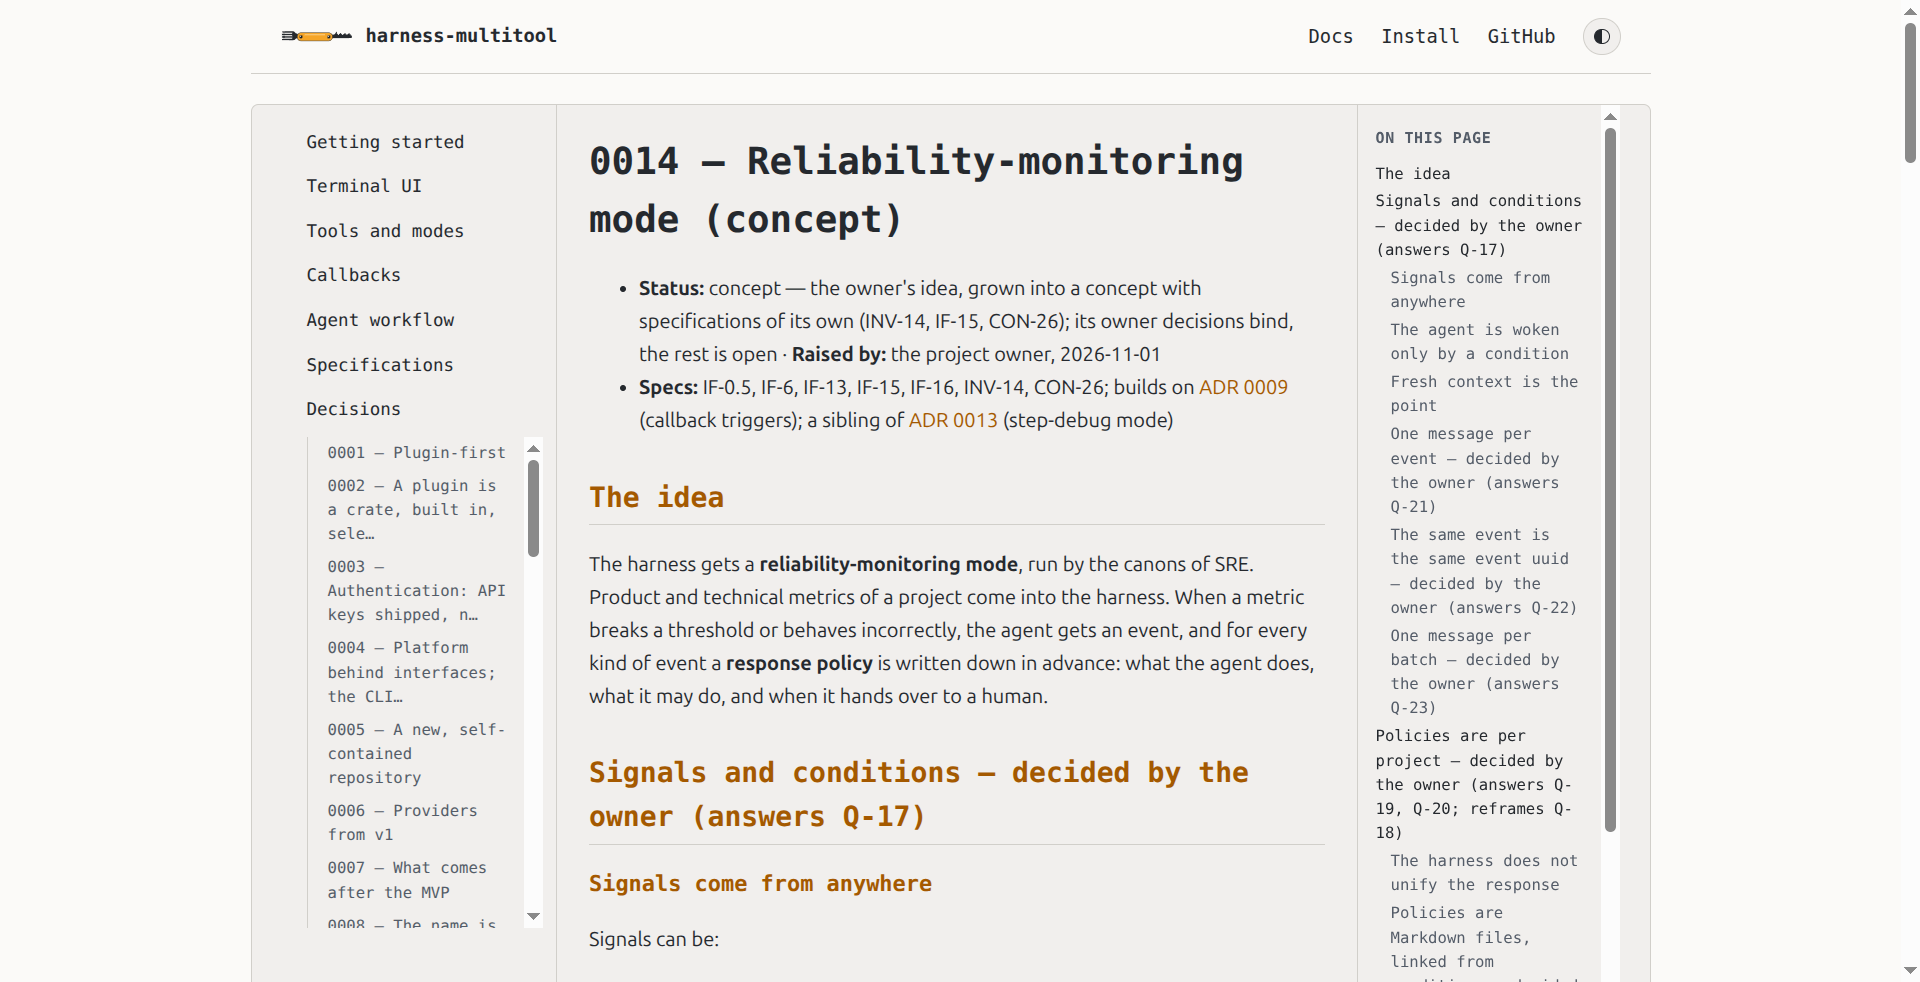 harness-multitool
Docs
Install
GitHub
Getting started
Terminal UI
Tools and modes
Callbacks
Agent workflow
Specifications
Decisions
0001 — Plugin-first
0002 — A plugin is
a crate, built in,
sele…
0003 —
Authentication: API
keys shipped, n…
0004 — Platform
behind interfaces;
the CLI…
0005 — A new, self-
contained
repository
0006 — Providers
from v1
0007 — What comes
after the MVP
0008 — The name is
0014 — Reliability-monitoring
mode (concept)
• Status: concept — the owner's idea, grown into a concept with
specifications of its own (INV-14, IF-15, CON-26); its owner decisions bind,
the rest is open · Raised by: the project owner, 2026-11-01
• Specs: IF-0.5, IF-6, IF-13, IF-15, IF-16, INV-14, CON-26; builds on ADR 0009
(callback triggers); a sibling of ADR 0013 (step-debug mode)
The idea
The harness gets a reliability-monitoring mode, run by the canons of SRE.
Product and technical metrics of a project come into the harness. When a metric
breaks a threshold or behaves incorrectly, the agent gets an event, and for every
kind of event a response policy is written down in advance: what the agent does,
what it may do, and when it hands over to a human.
Signals and conditions — decided by the
owner (answers Q-17)
Signals come from anywhere
Signals can be:
ON THIS PAGE
The idea
Signals and conditions
— decided by the owner
(answers Q-17)
Signals come from
anywhere
The agent is woken
only by a condition
Fresh context is the
point
One message per
event — decided by
the owner (answers
Q-21)
The same event is
the same event uuid
— decided by the
owner (answers Q-22)
One message per
batch — decided by
the owner (answers
Q-23)
Policies are per
project — decided by
the owner (answers Q-
19, Q-20; reframes Q-
18)
The harness does not
unify the response
Policies are
Markdown files,
linked from